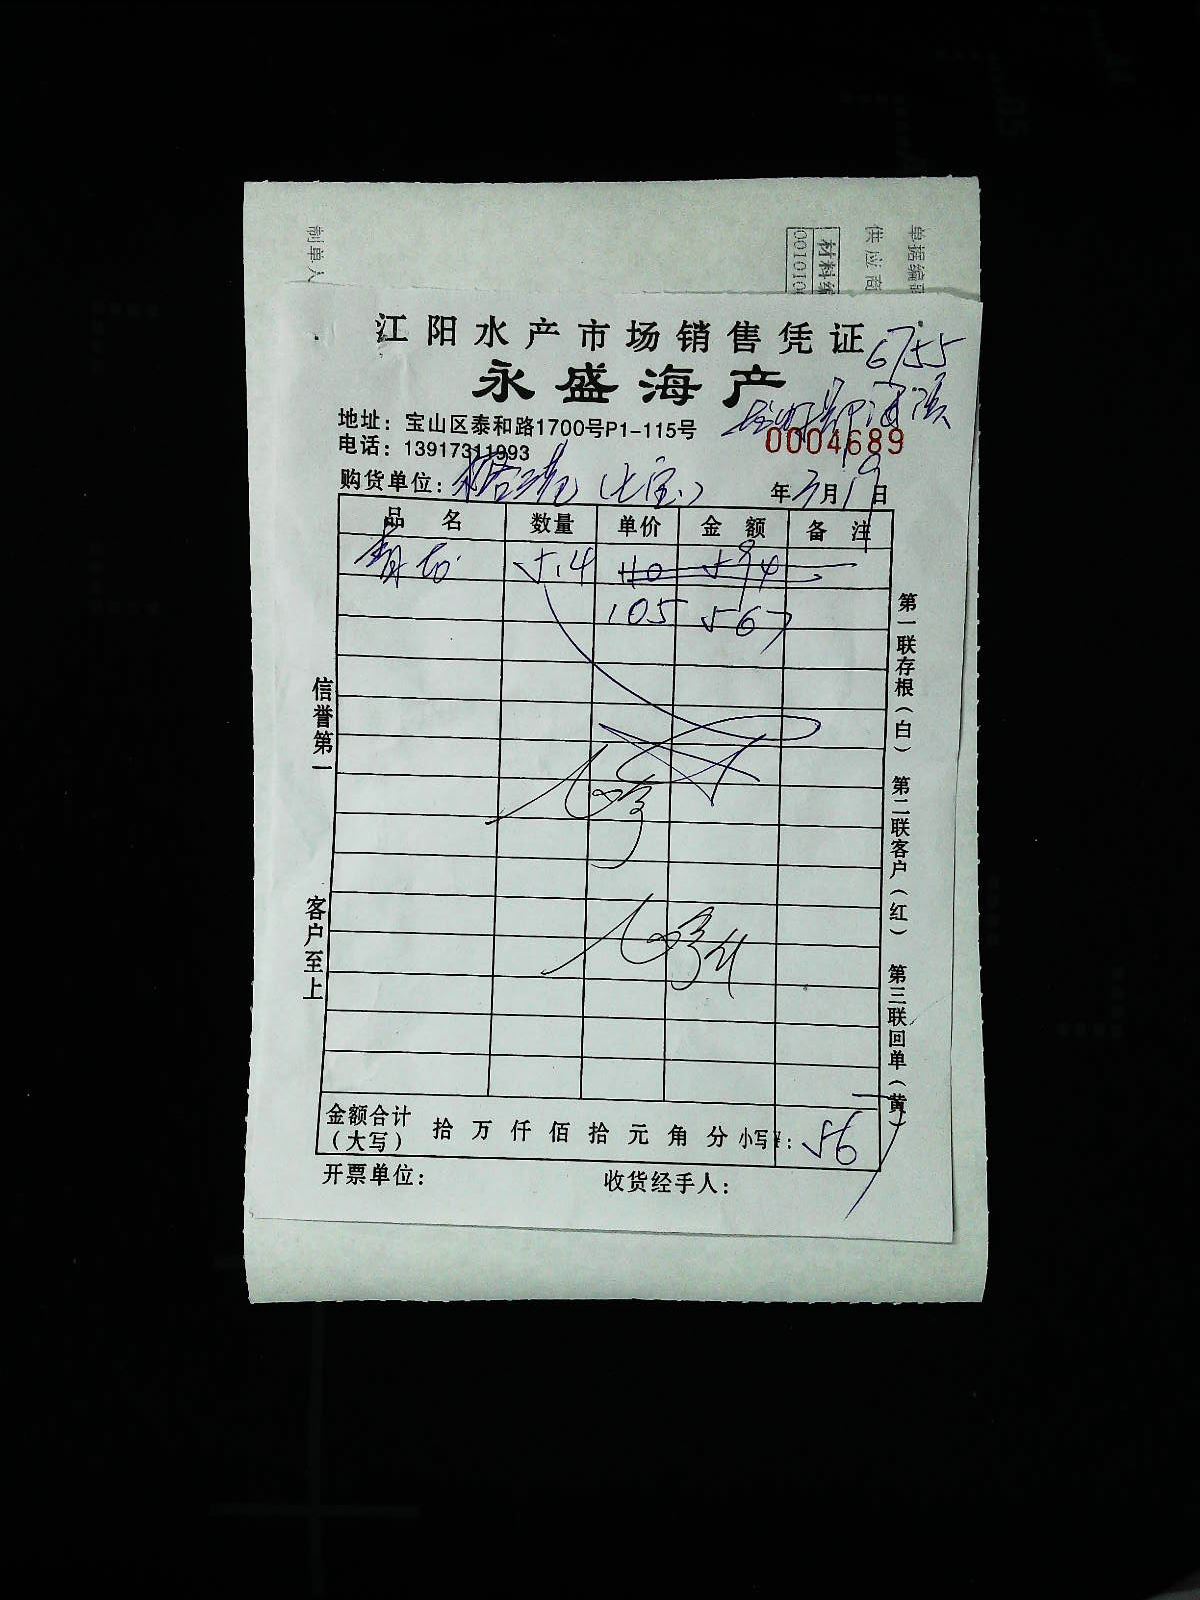 制单人
材料编
00101000
供应商
单据编号
江阳水产市场销售凭证
6755
永盛海产
地址：宝山区泰和路1700号P1-115号
0004689
电话：13917311993
购货单位：（七宝） 年3月19日
品名 数量 单价 金额 备注
5.4 110 594
105 567
信誉第一
客户至上
第一联存根（白） 第二联客户（红） 第三联回单（黄）
金额合计（大写） 拾 万 仟 佰 拾 元 角 分 小写¥：567
开票单位： 收货经手人：